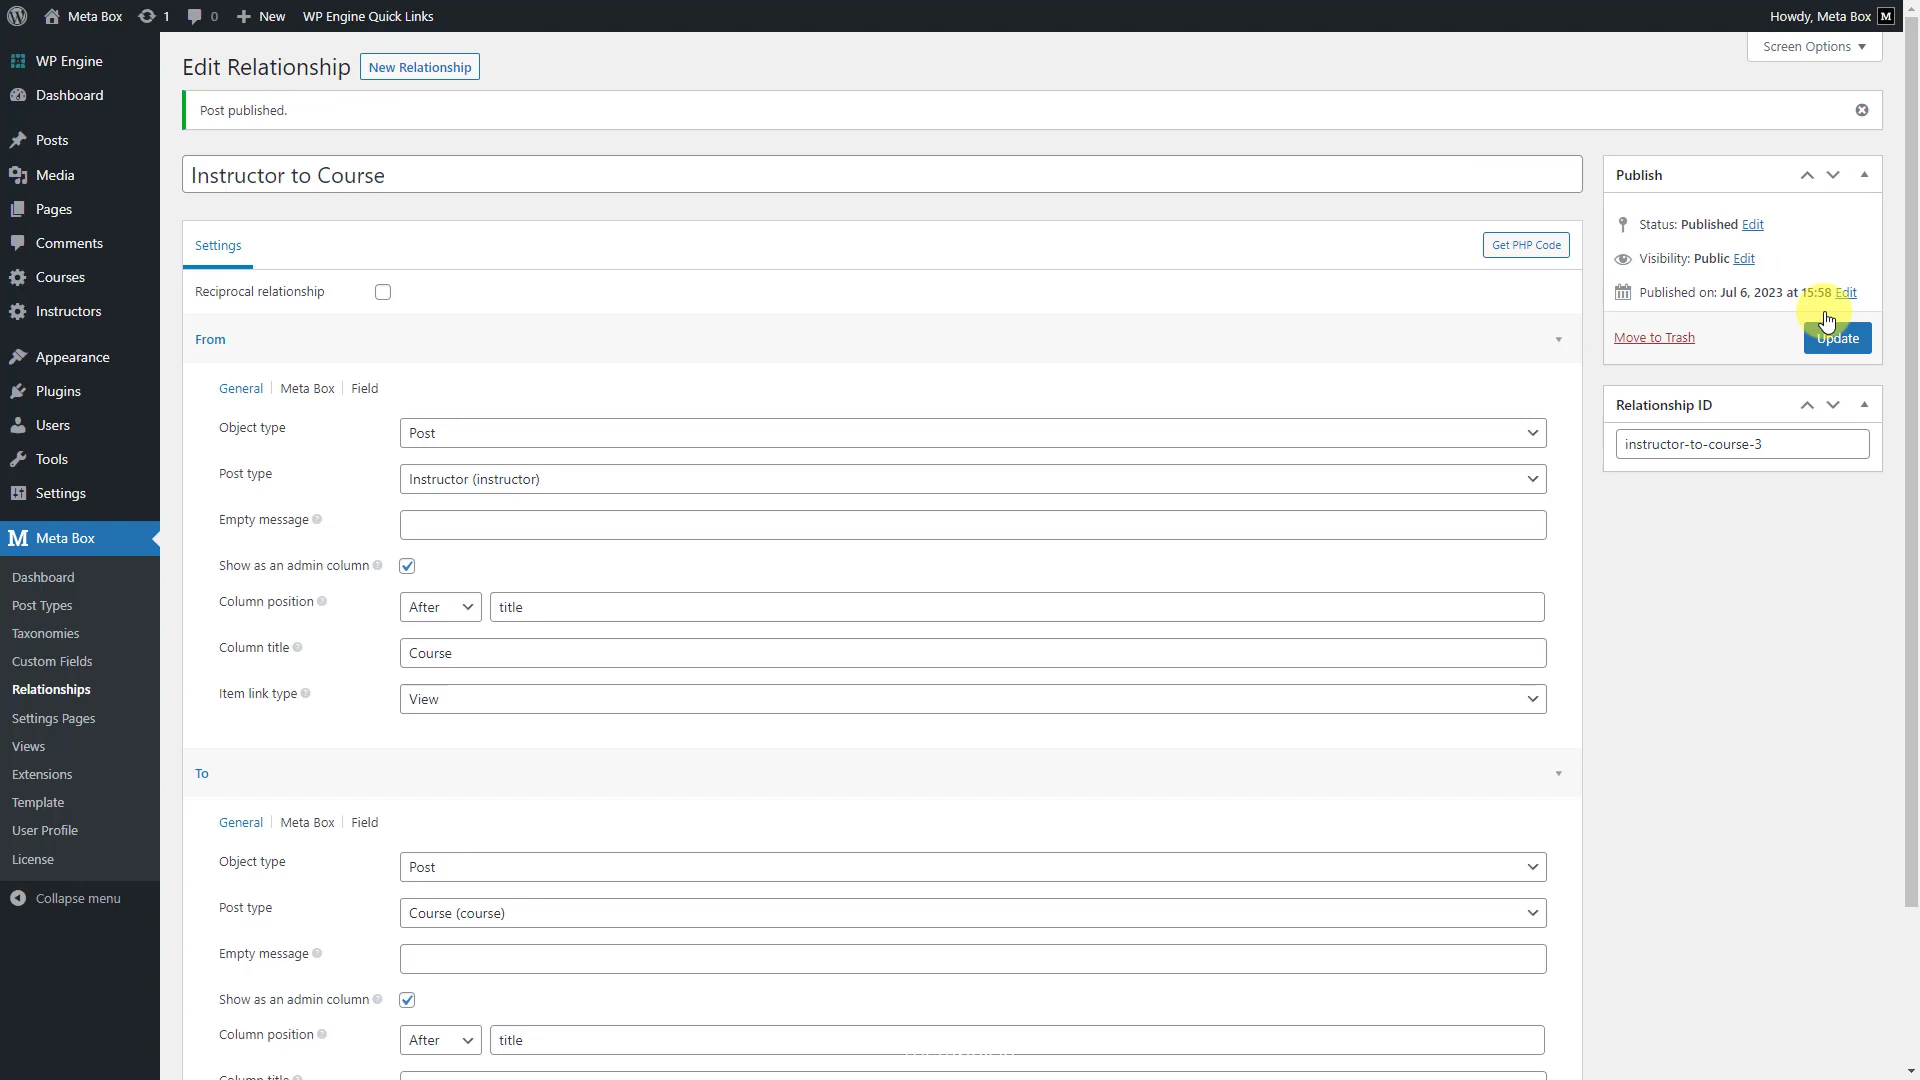 Meta Box 1 0 New WP Engine Quick Links Howdy, Meta Box M
Screen Options
WP Engine
Dashboard
Posts
Media
Pages
Comments
Courses
Instructors
Appearance
Plugins
Users
Tools
Settings
M Meta Box
Dashboard
Post Types
Taxonomies
Custom Fields
Relationships
Settings Pages
Views
Extensions
Template
User Profile
License
Collapse menu
Edit Relationship New Relationship
Post published.
Instructor to Course
Settings Get PHP Code
Reciprocal relationship
From
General Meta Box Field
Object type Post
Post type Instructor (instructor)
Empty message
Show as an admin column
Column position After title
Column title Course
Item link type View
To
General Meta Box Field
Object type Post
Post type Course (course)
Empty message
Show as an admin column
Column position After title
Column title
Publish
Status: Published Edit
Visibility: Public Edit
Published on: Jul 6, 2023 at 15:58 Edit
Move to Trash Update
Relationship ID
instructor-to-course-3